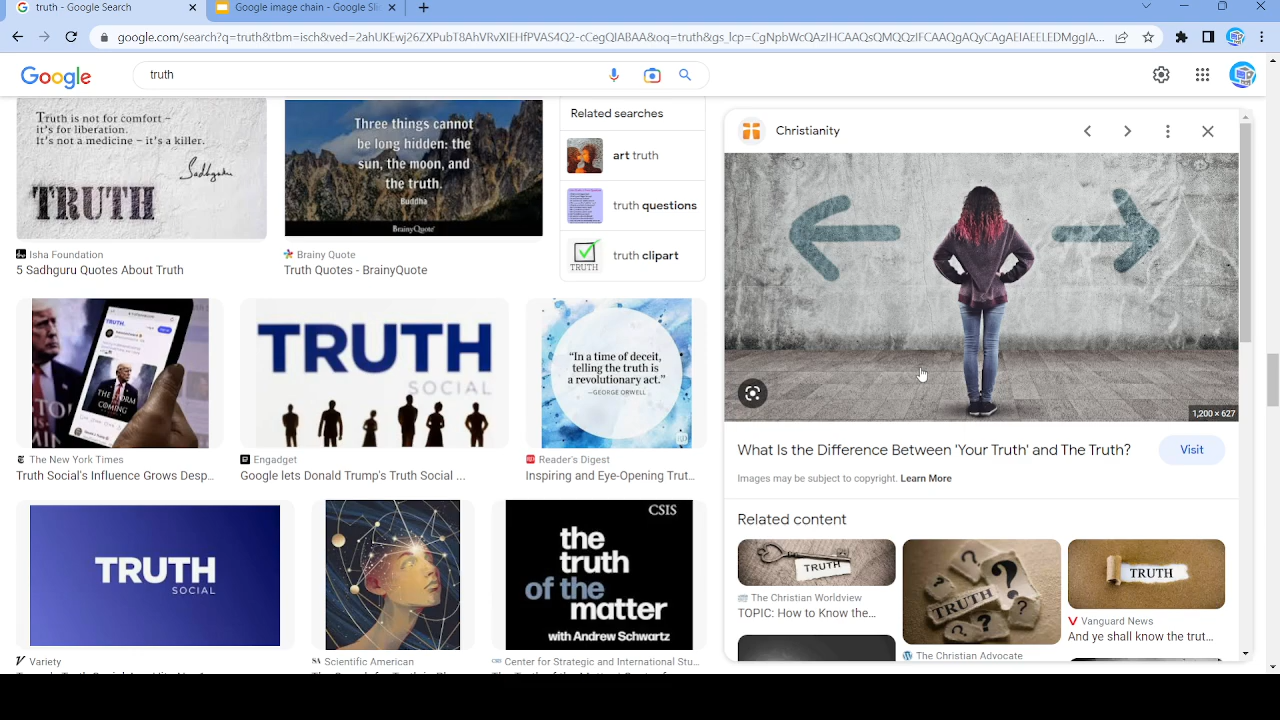 truth - Google Search
Google image chain - Google Sli
google.com/search?q=truth&tbm=isch&ved=
Google
truth
Truth is not for comfort –
it's for liberation.
it's not a medicine – it's a killer.
Sadhguru
TRUTH
Isha Foundation
5 Sadhguru Quotes About Truth
Three things cannot
be long hidden: the
sun, the moon, and
the truth.
Buddha
BrainyQuote
Brainy Quote
Truth Quotes - BrainyQuote
Related searches
art truth
truth questions
TRUTH
truth clipart
TRUTH.
THE STORM
COMING
The New York Times
Truth Social's Influence Grows Desp...
TRUTH
SOCIAL
Engadget
Google lets Donald Trump's Truth Social ...
“In a time of deceit,
telling the truth is
a revolutionary act.”
—GEORGE ORWELL
Reader's Digest
Inspiring and Eye-Opening Trut...
TRUTH
SOCIAL
Variety
SA Scientific American
CSIS
the
truth
of the
matter
with Andrew Schwartz
CSIS Center for Strategic and International Stu...
Christianity
1,200 × 627
What Is the Difference Between 'Your Truth' and The Truth?
Visit
Images may be subject to copyright. Learn More
Related content
TRUTH
The Christian Worldview
TOPIC: How to Know the...
TRUTH
The Christian Advocate
TRUTH
Vanguard News
And ye shall know the trut...